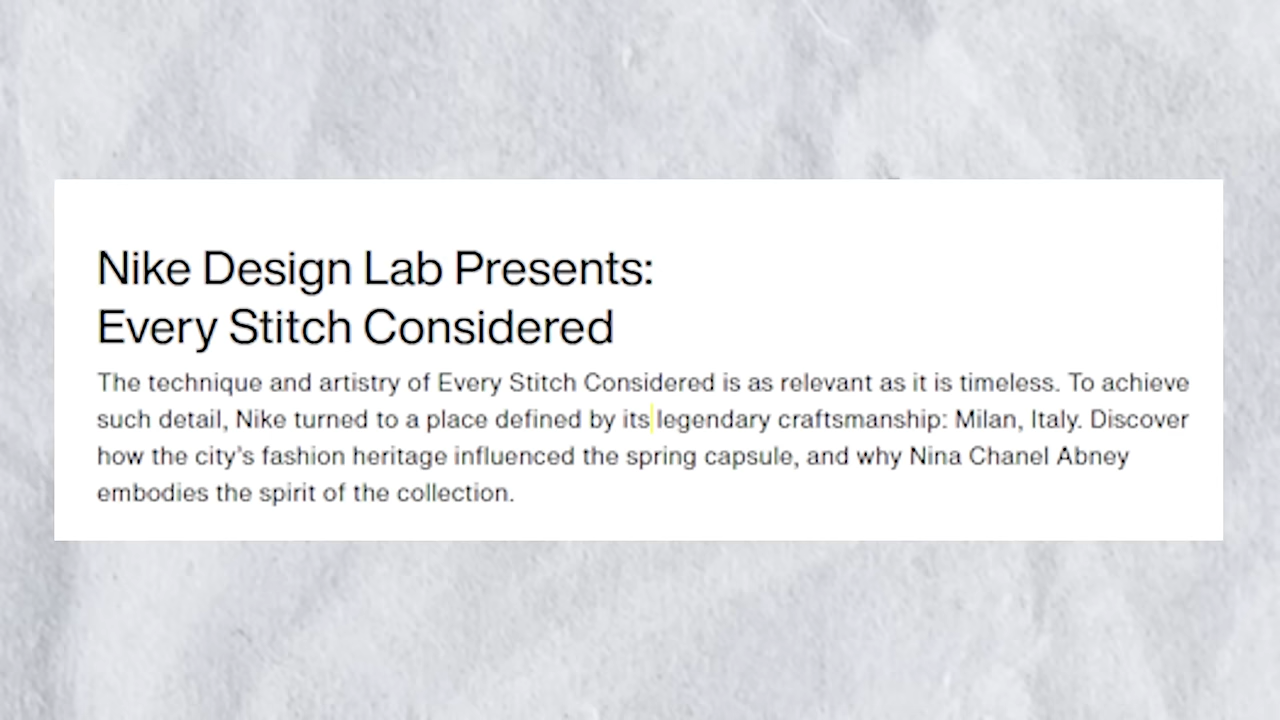 Nike Design Lab Presents:
Every Stitch Considered
The technique and artistry of Every Stitch Considered is as relevant as it is timeless. To achieve
such detail, Nike turned to a place defined by its legendary craftsmanship: Milan, Italy. Discover
how the city’s fashion heritage influenced the spring capsule, and why Nina Chanel Abney
embodies the spirit of the collection.